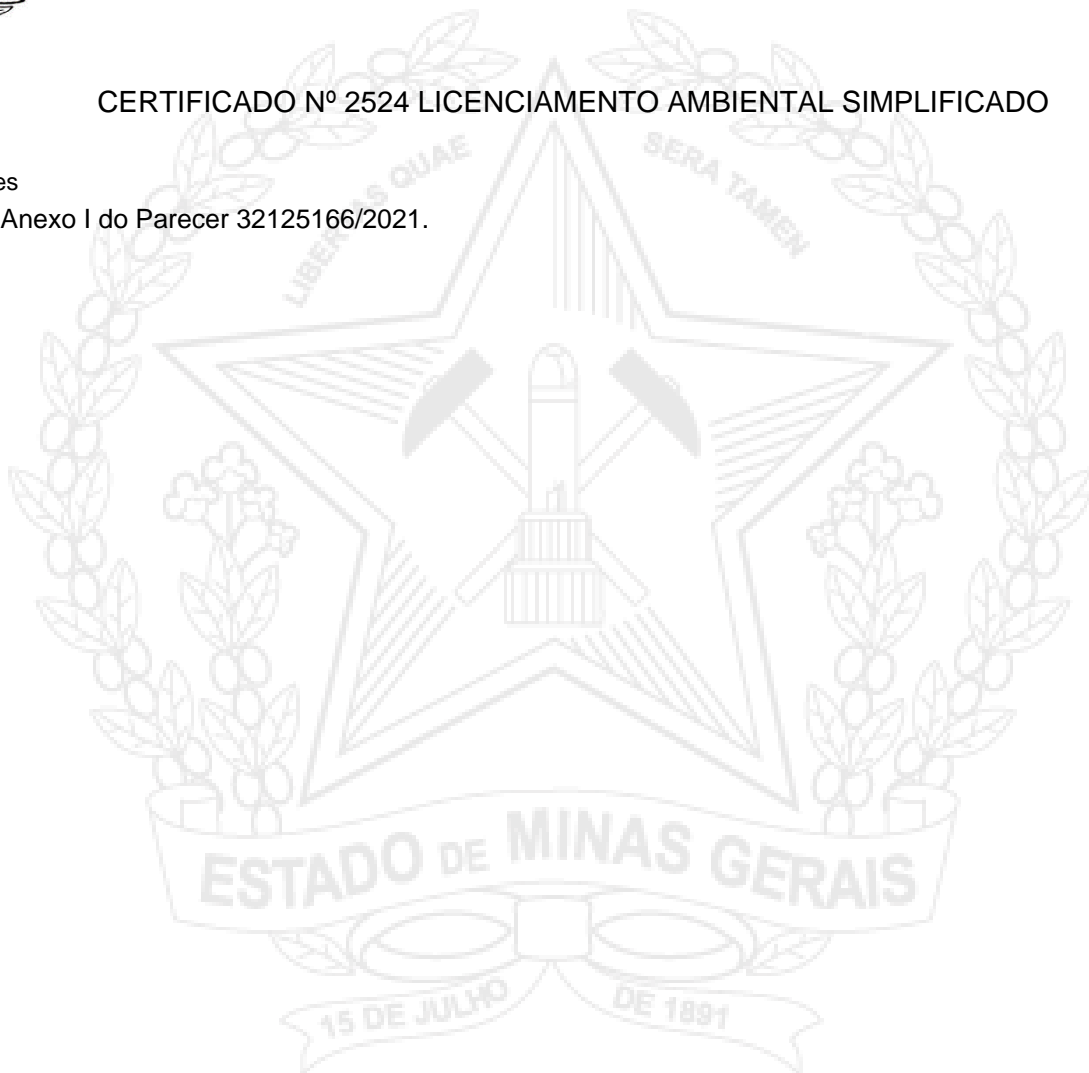 CERTIFICADO Nº 2524 LICENCIAMENTO AMBIENTAL SIMPLIFICADO
es
Anexo I do Parecer 32125166/2021.
LIBERTAS QUAE SERA TAMEN
ESTADO DE MINAS GERAIS
15 DE JULHO DE 1891